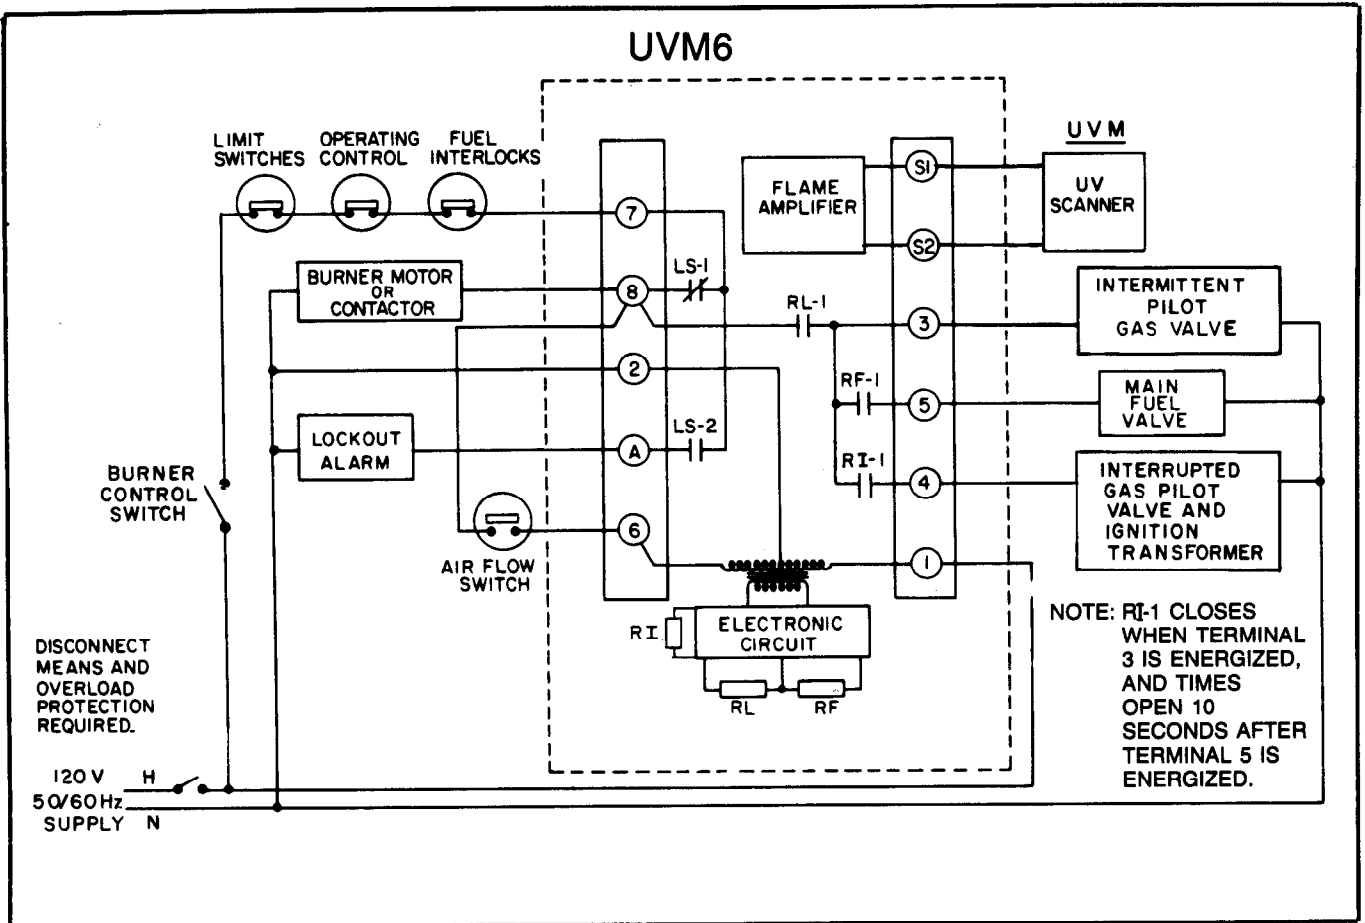 UVM6
LIMIT
SWITCHES
OPERATING
CONTROL
FUEL
INTERLOCKS
7
BURNER MOTOR
OR
CONTACTOR
8
LS-1
2
LOCKOUT
ALARM
A
LS-2
BURNER
CONTROL
SWITCH
AIR FLOW
SWITCH
6
FLAME
AMPLIFIER
S1
S2
UVM
UV
SCANNER
RL-1
3
INTERMITTENT
PILOT
GAS VALVE
RF-1
5
MAIN
FUEL
VALVE
RI-1
4
INTERRUPTED
GAS PILOT
VALVE AND
IGNITION
TRANSFORMER
1
RI
ELECTRONIC
CIRCUIT
RL
RF
NOTE: RI-1 CLOSES
WHEN TERMINAL
3 IS ENERGIZED,
AND TIMES
OPEN 10
SECONDS AFTER
TERMINAL 5 IS
ENERGIZED.
DISCONNECT
MEANS AND
OVERLOAD
PROTECTION
REQUIRED.
120 V H
50/60 Hz
SUPPLY N